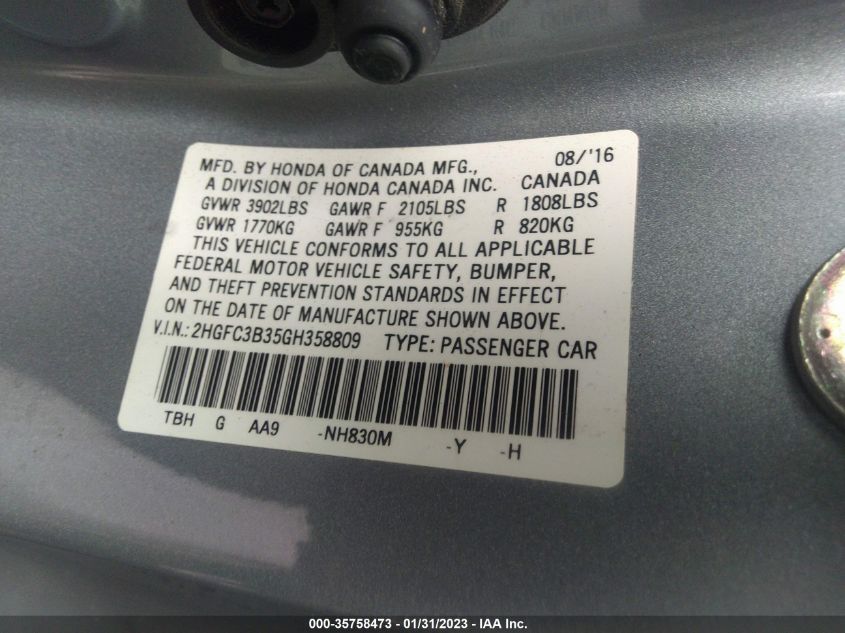 MFD. BY HONDA OF CANADA MFG., 08/'16
A DIVISION OF HONDA CANADA INC. CANADA
GVWR 3902LBS GAWR F 2105LBS R 1808LBS
GVWR 1770KG GAWR F 955KG R 820KG
THIS VEHICLE CONFORMS TO ALL APPLICABLE
FEDERAL MOTOR VEHICLE SAFETY, BUMPER,
AND THEFT PREVENTION STANDARDS IN EFFECT
ON THE DATE OF MANUFACTURE SHOWN ABOVE.
V.I.N.: 2HGFC3B35GH358809 TYPE: PASSENGER CAR
TBH G AA9 -NH830M -Y -H
000-35758473 - 01/31/2023 - IAA Inc.